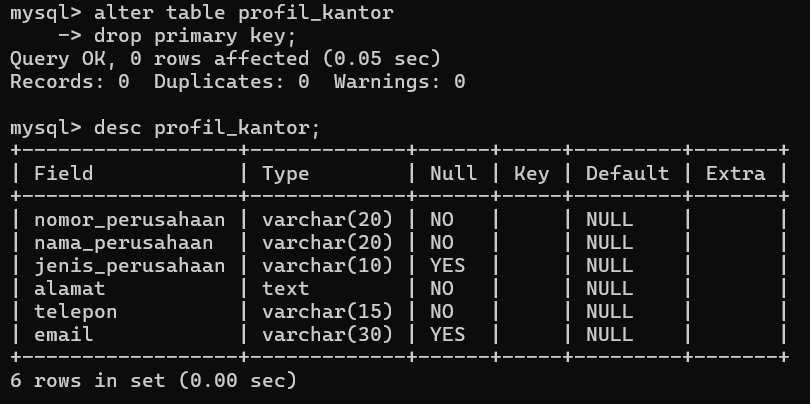 mysql> alter table profil_kantor
    -> drop primary key;
Query OK, 0 rows affected (0.05 sec)
Records: 0  Duplicates: 0  Warnings: 0

mysql> desc profil_kantor;
+------------------+-------------+------+-----+---------+-------+
| Field            | Type        | Null | Key | Default | Extra |
+------------------+-------------+------+-----+---------+-------+
| nomor_perusahaan | varchar(20) | NO   |     | NULL    |       |
| nama_perusahaan  | varchar(20) | NO   |     | NULL    |       |
| jenis_perusahaan | varchar(10) | YES  |     | NULL    |       |
| alamat           | text        | NO   |     | NULL    |       |
| telepon          | varchar(15) | NO   |     | NULL    |       |
| email            | varchar(30) | YES  |     | NULL    |       |
+------------------+-------------+------+-----+---------+-------+
6 rows in set (0.00 sec)